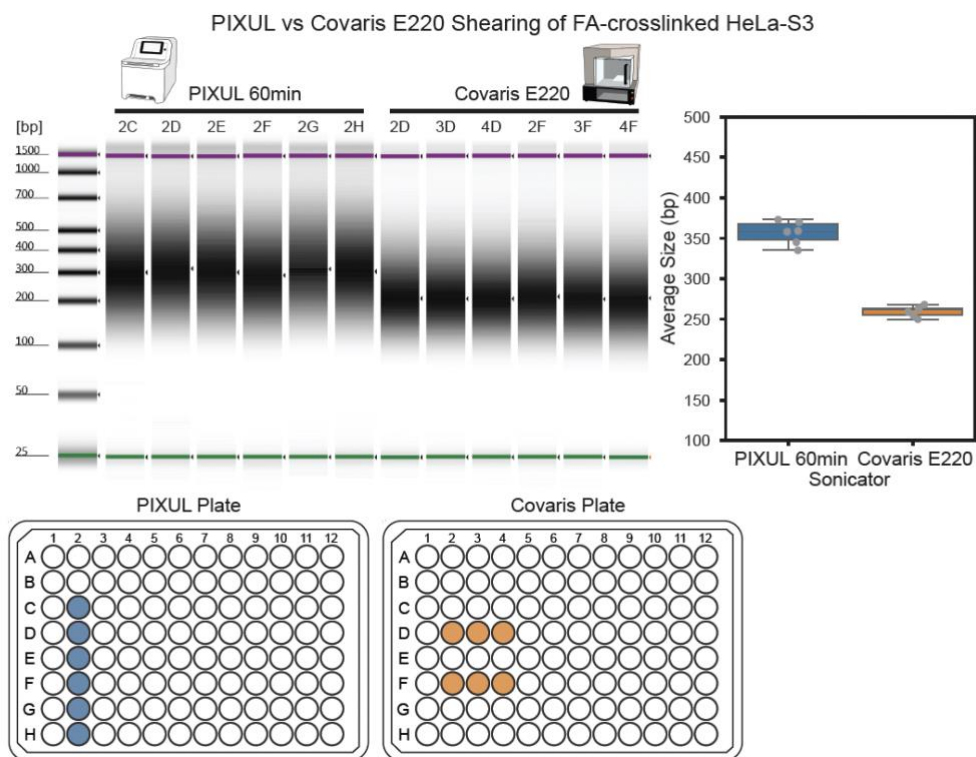 PIXUL vs Covaris E220 Shearing of FA-crosslinked HeLa-S3
PIXUL 60min
Covaris E220
[bp]
2C 2D 2E 2F 2G 2H 2D 3D 4D 2F 3F 4F
1500
1000
700
500
400
300
200
100
50
25
Average Size (bp)
500
450
400
350
300
250
200
150
100
PIXUL 60min Covaris E220
Sonicator
PIXUL Plate
1 2 3 4 5 6 7 8 9 10 11 12
A
B
C
D
E
F
G
H
Covaris Plate
1 2 3 4 5 6 7 8 9 10 11 12
A
B
C
D
E
F
G
H